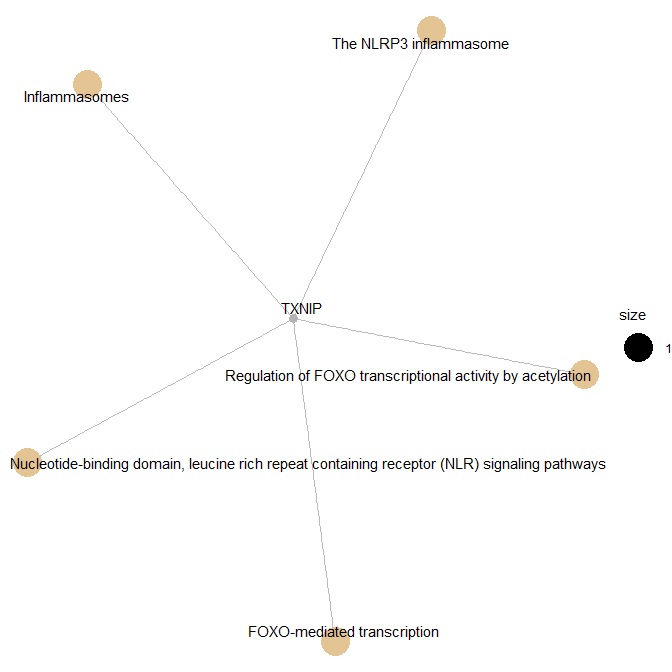 The NLRP3 inflammasome
Inflammasomes
TXNIP
size
1
Regulation of FOXO transcriptional activity by acetylation
Nucleotide-binding domain, leucine rich repeat containing receptor (NLR) signaling pathways
FOXO-mediated transcription